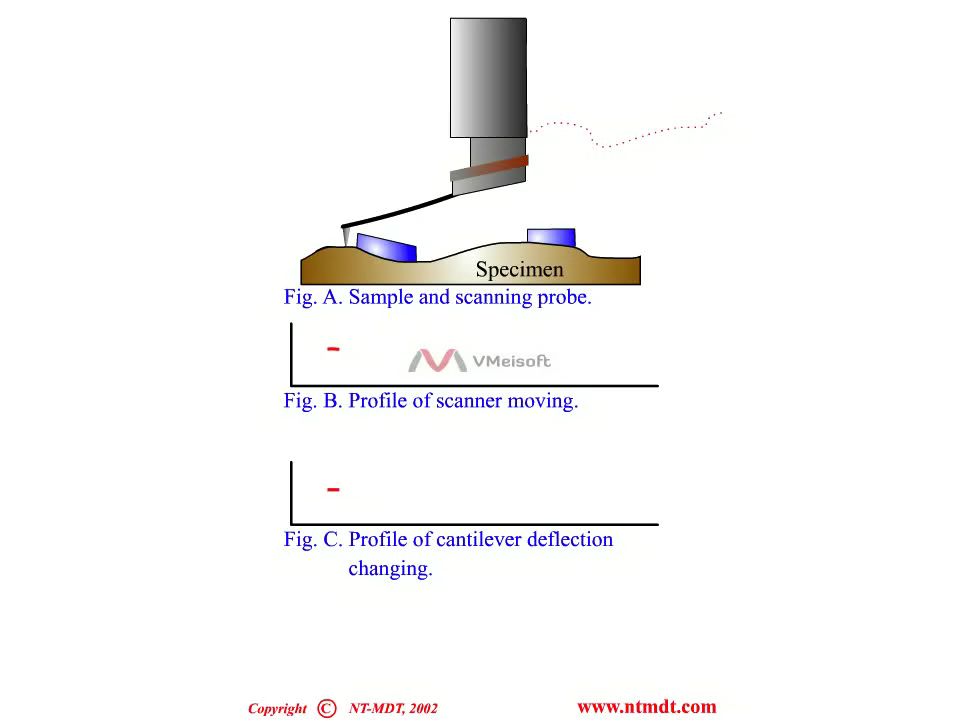 Specimen
Fig. A. Sample and scanning probe.
VMeisoft
Fig. B. Profile of scanner moving.
Fig. C. Profile of cantilever deflection
changing.
Copyright © NT-MDT, 2002 www.ntmdt.com